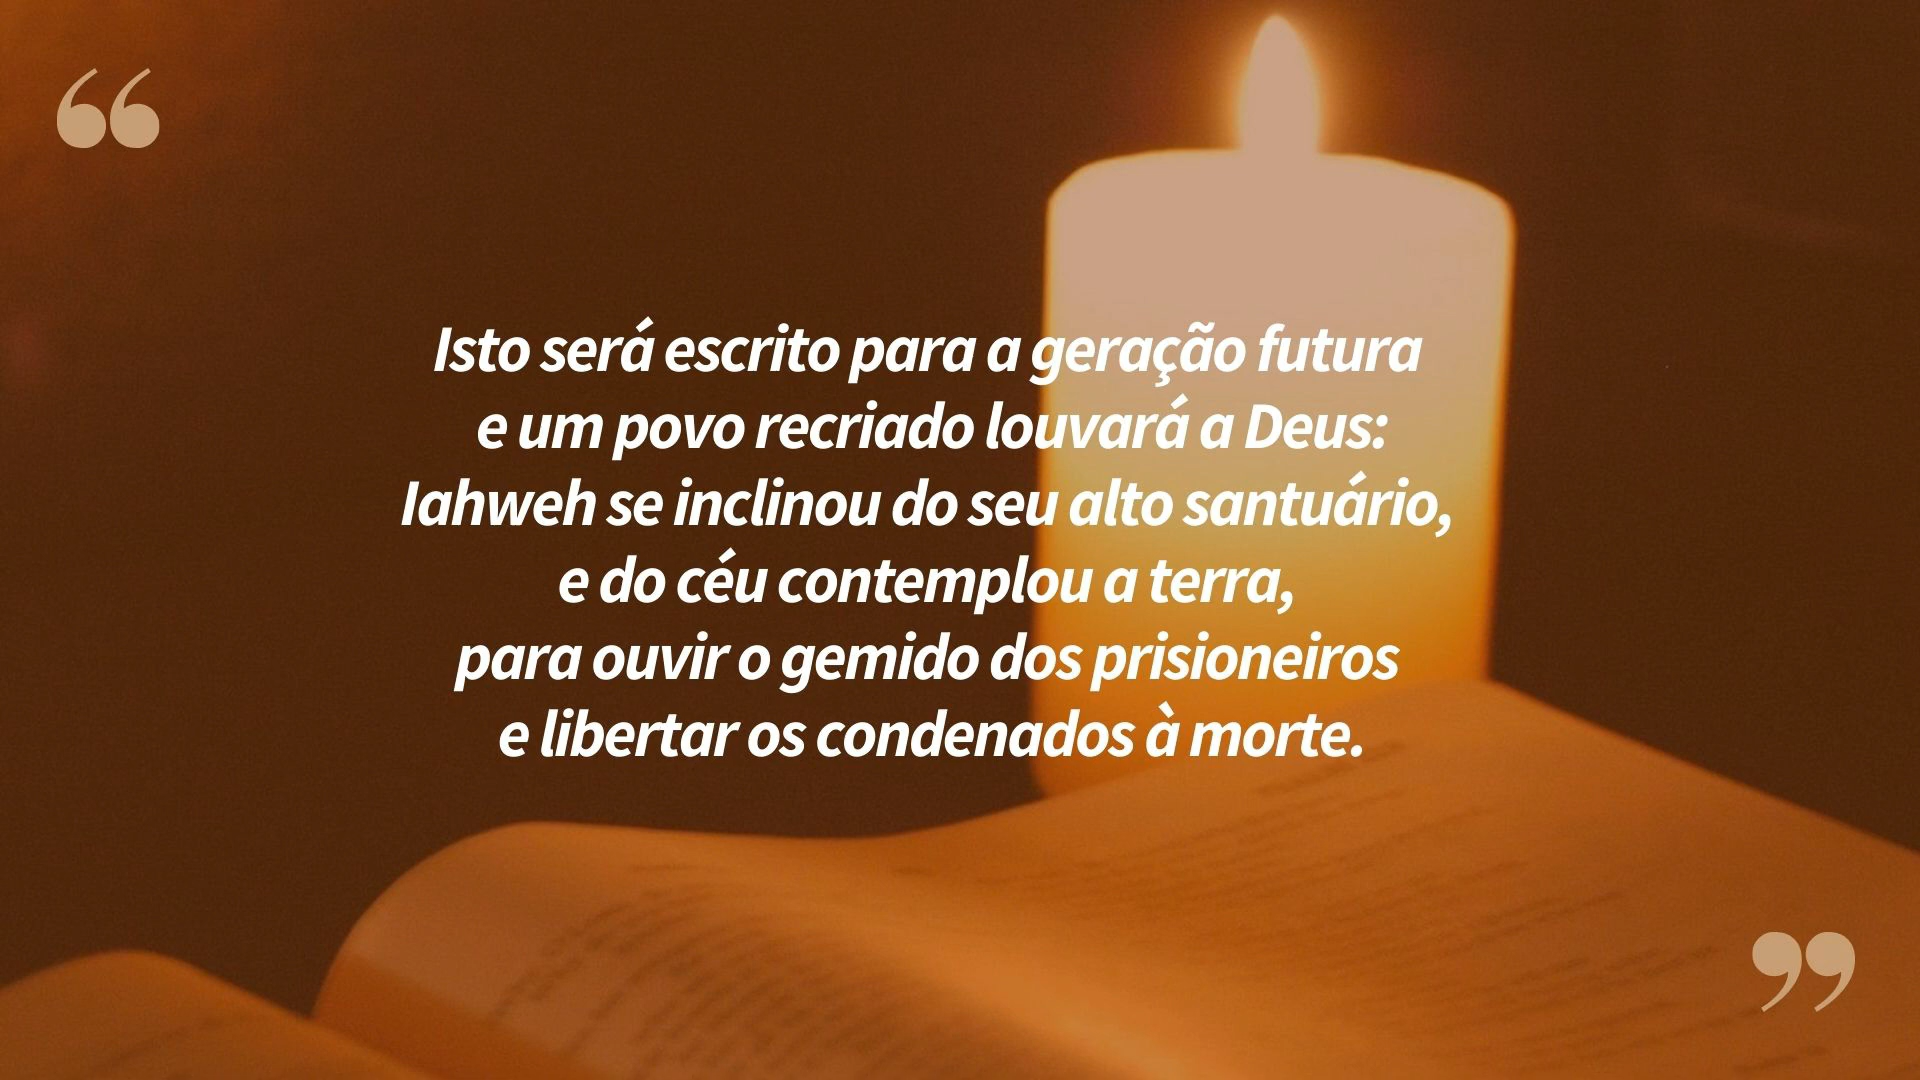 “
Isto será escrito para a geração futura
e um povo recriado louvará a Deus:
Iahweh se inclinou do seu alto santuário,
e do céu contemplou a terra,
para ouvir o gemido dos prisioneiros
e libertar os condenados à morte.
”